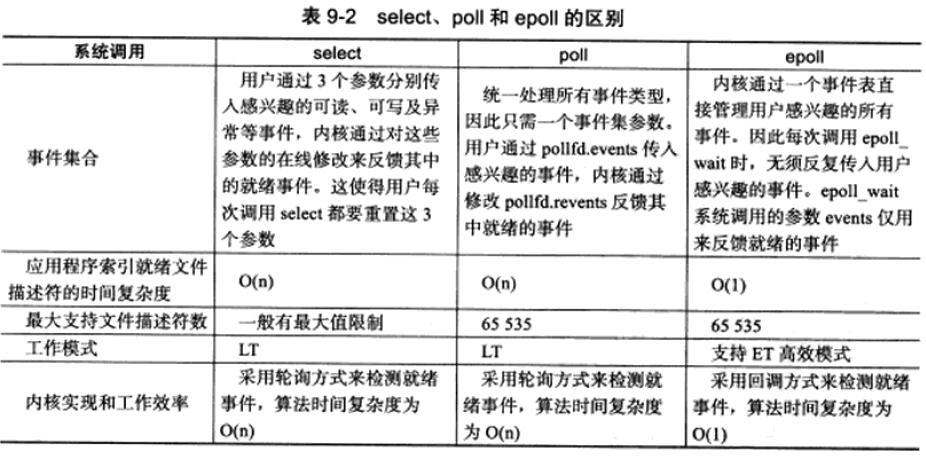 表 9-2 select、poll 和 epoll 的区别
系统调用
select
poll
epoll
事件集合
用户通过 3 个参数分别传
入感兴趣的可读、可写及异
常等事件，内核通过对这些
参数的在线修改来反馈其中
的就绪事件。这使得用户每
次调用 select 都要重置这 3
个参数
统一处理所有事件类型，
因此只需一个事件集参数。
用户通过 pollfd.events 传入
感兴趣的事件，内核通过
修改 pollfd.revents 反馈其
中就绪的事件
内核通过一个事件表直
接管理用户感兴趣的所有
事件。因此每次调用 epoll_
wait 时，无须反复传入用户
感兴趣的事件。epoll_wait
系统调用的参数 events 仅用
来反馈就绪的事件
应用程序索引就绪文件
描述符的时间复杂度
O(n)
O(n)
O(1)
最大支持文件描述符数
一般有最大值限制
65 535
65 535
工作模式
LT
LT
支持 ET 高效模式
内核实现和工作效率
采用轮询方式来检测就绪
事件，算法时间复杂度为
O(n)
采用轮询方式来检测就
绪事件，算法时间复杂度
为 O(n)
采用回调方式来检测就绪
事件，算法时间复杂度为
O(1)